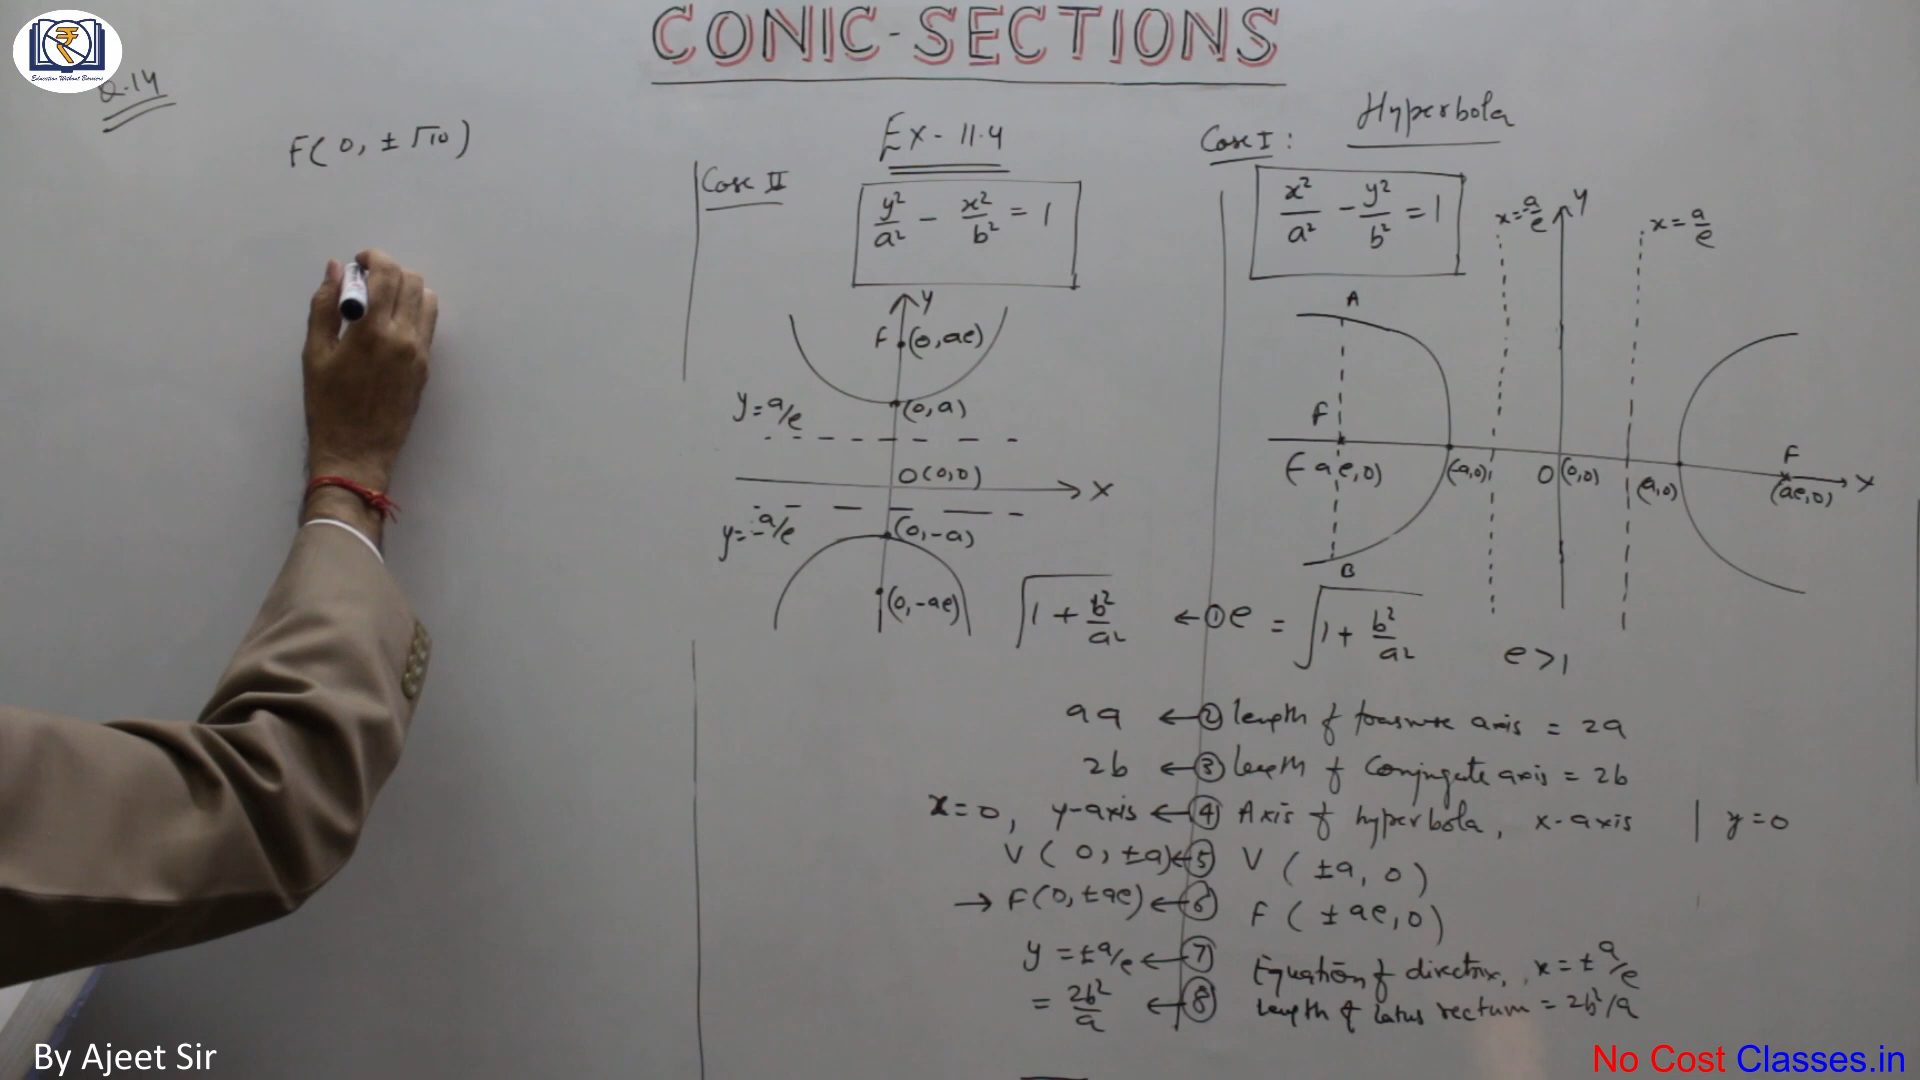 CONIC-SECTIONS
Education Without Barriers
Q.14
F(0, ±√10)
Ex-11.4
Hyperbola
Case II
y²/a² - x²/b² = 1
Case I:
x²/a² - y²/b² = 1
Y
F (0, ae)
y = a/e
(0, a)
O(0,0)
X
y = -a/e
(0, -a)
(0, -ae)
x = -a/e
Y
x = a/e
A
F
(-ae, 0)
(-a,0)
O (0,0)
(a,0)
F
(ae, 0)
X
B
√1 + b²/a² ← ① e = √1 + b²/a²
e > 1
aa ← ② length of transverse axis = 2a
2b ← ③ length of Conjugate axis = 2b
x=0, y-axis ← ④ Axis of hyperbola, x-axis | y=0
V (0, ±a) ← ⑤ V (±a, 0)
→ F(0, ±ae) ← ⑥ F (±ae, 0)
y = ±a/e ← ⑦ Equation of directrix, x = ±a/e
= 2b²/a ← ⑧ length of latus rectum = 2b²/a
By Ajeet Sir
No Cost Classes.in